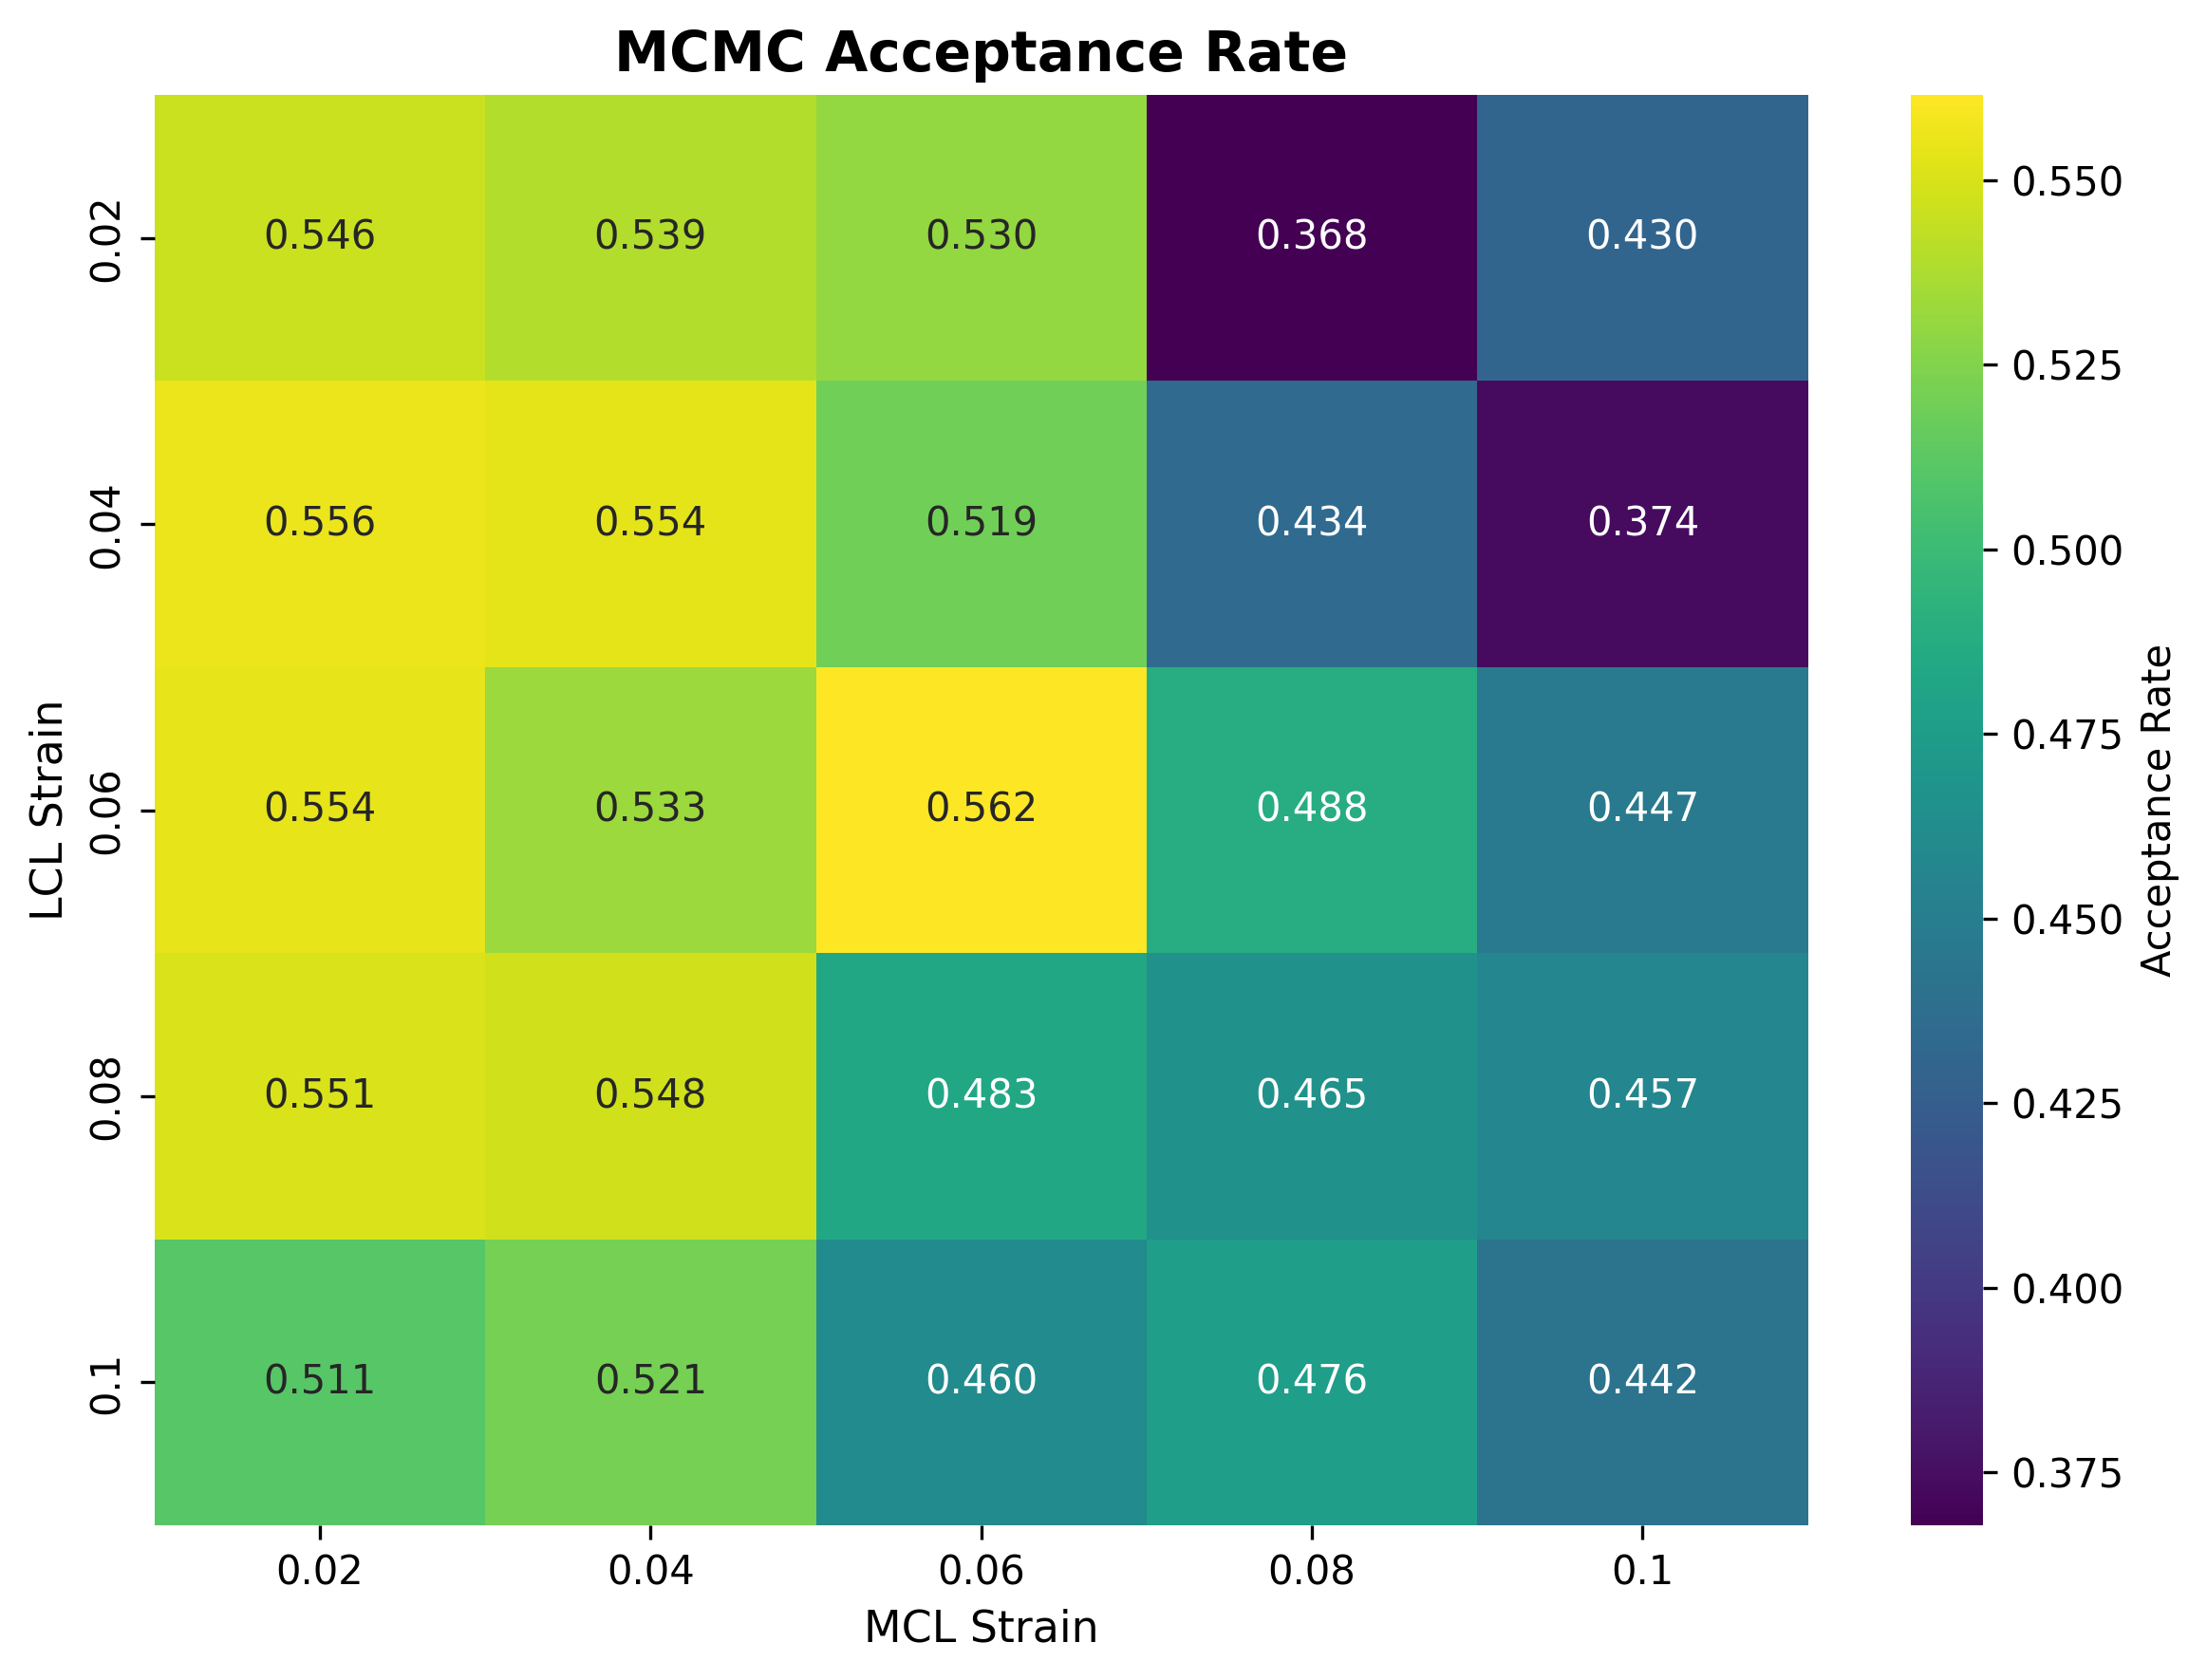 MCMC Acceptance Rate
LCL Strain
0.02 0.546 0.539 0.530 0.368 0.430
0.04 0.556 0.554 0.519 0.434 0.374
0.06 0.554 0.533 0.562 0.488 0.447
0.08 0.551 0.548 0.483 0.465 0.457
0.1 0.511 0.521 0.460 0.476 0.442
0.02 0.04 0.06 0.08 0.1
MCL Strain
0.550
0.525
0.500
0.475
0.450
0.425
0.400
0.375
Acceptance Rate